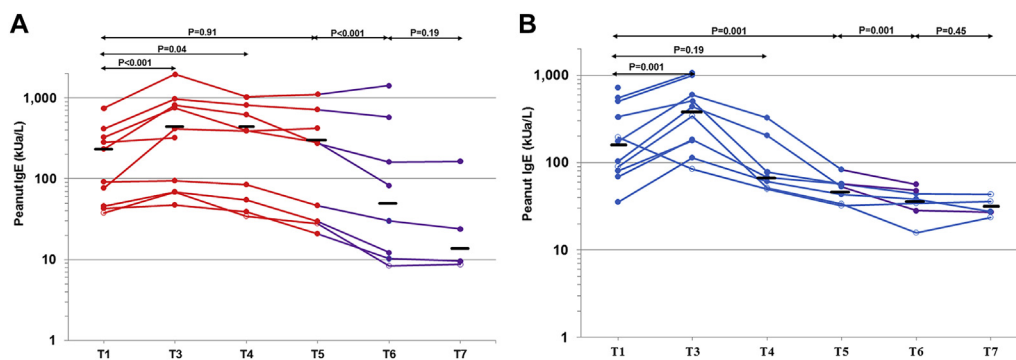 A
P=0.91
P<0.001
P=0.19
P=0.04
P<0.001
1,000
100
10
1
Peanut IgE (kUa/L)
T1 T3 T4 T5 T6 T7
B
P=0.001
P=0.001
P=0.45
P=0.19
P=0.001
1,000
100
10
1
Peanut IgE (kUa/L)
T1 T3 T4 T5 T6 T7